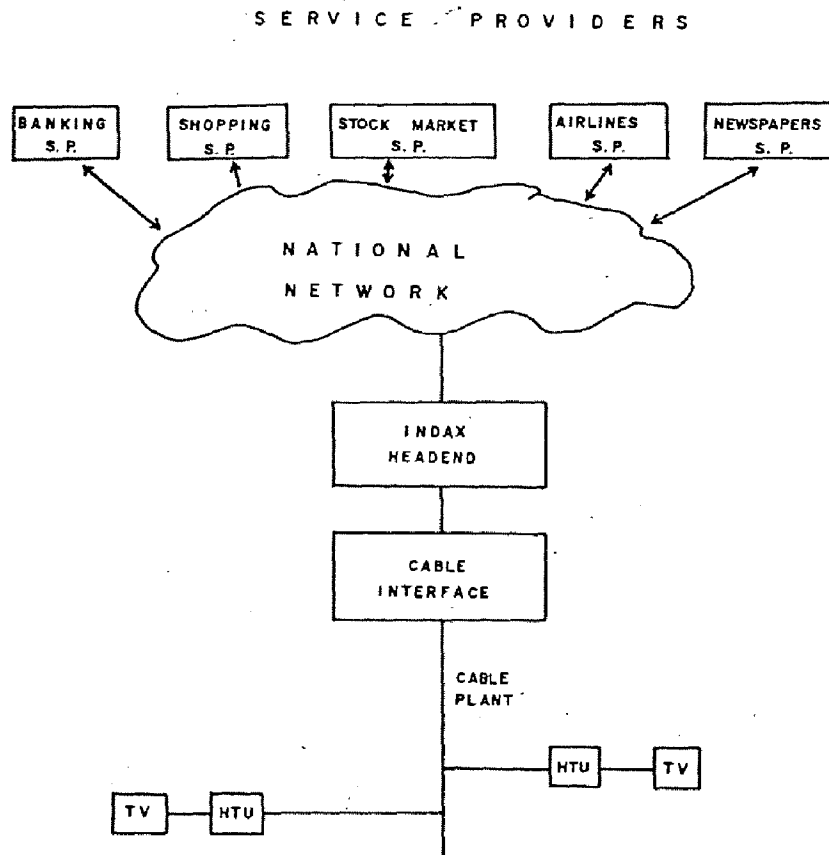 SERVICE PROVIDERS
BANKING
S. P.
SHOPPING
S. P.
STOCK MARKET
S. P.
AIRLINES
S. P.
NEWSPAPERS
S. P.
NATIONAL
NETWORK
INDAX
HEADEND
CABLE
INTERFACE
CABLE
PLANT
HTU
TV
TV
HTU